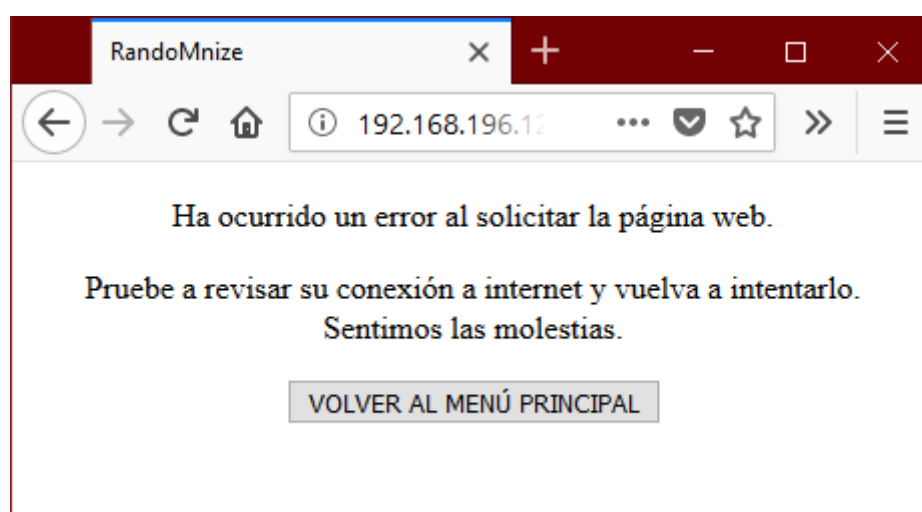 RandoMnize
192.168.196.12
Ha ocurrido un error al solicitar la página web.
Pruebe a revisar su conexión a internet y vuelva a intentarlo.
Sentimos las molestias.
VOLVER AL MENÚ PRINCIPAL